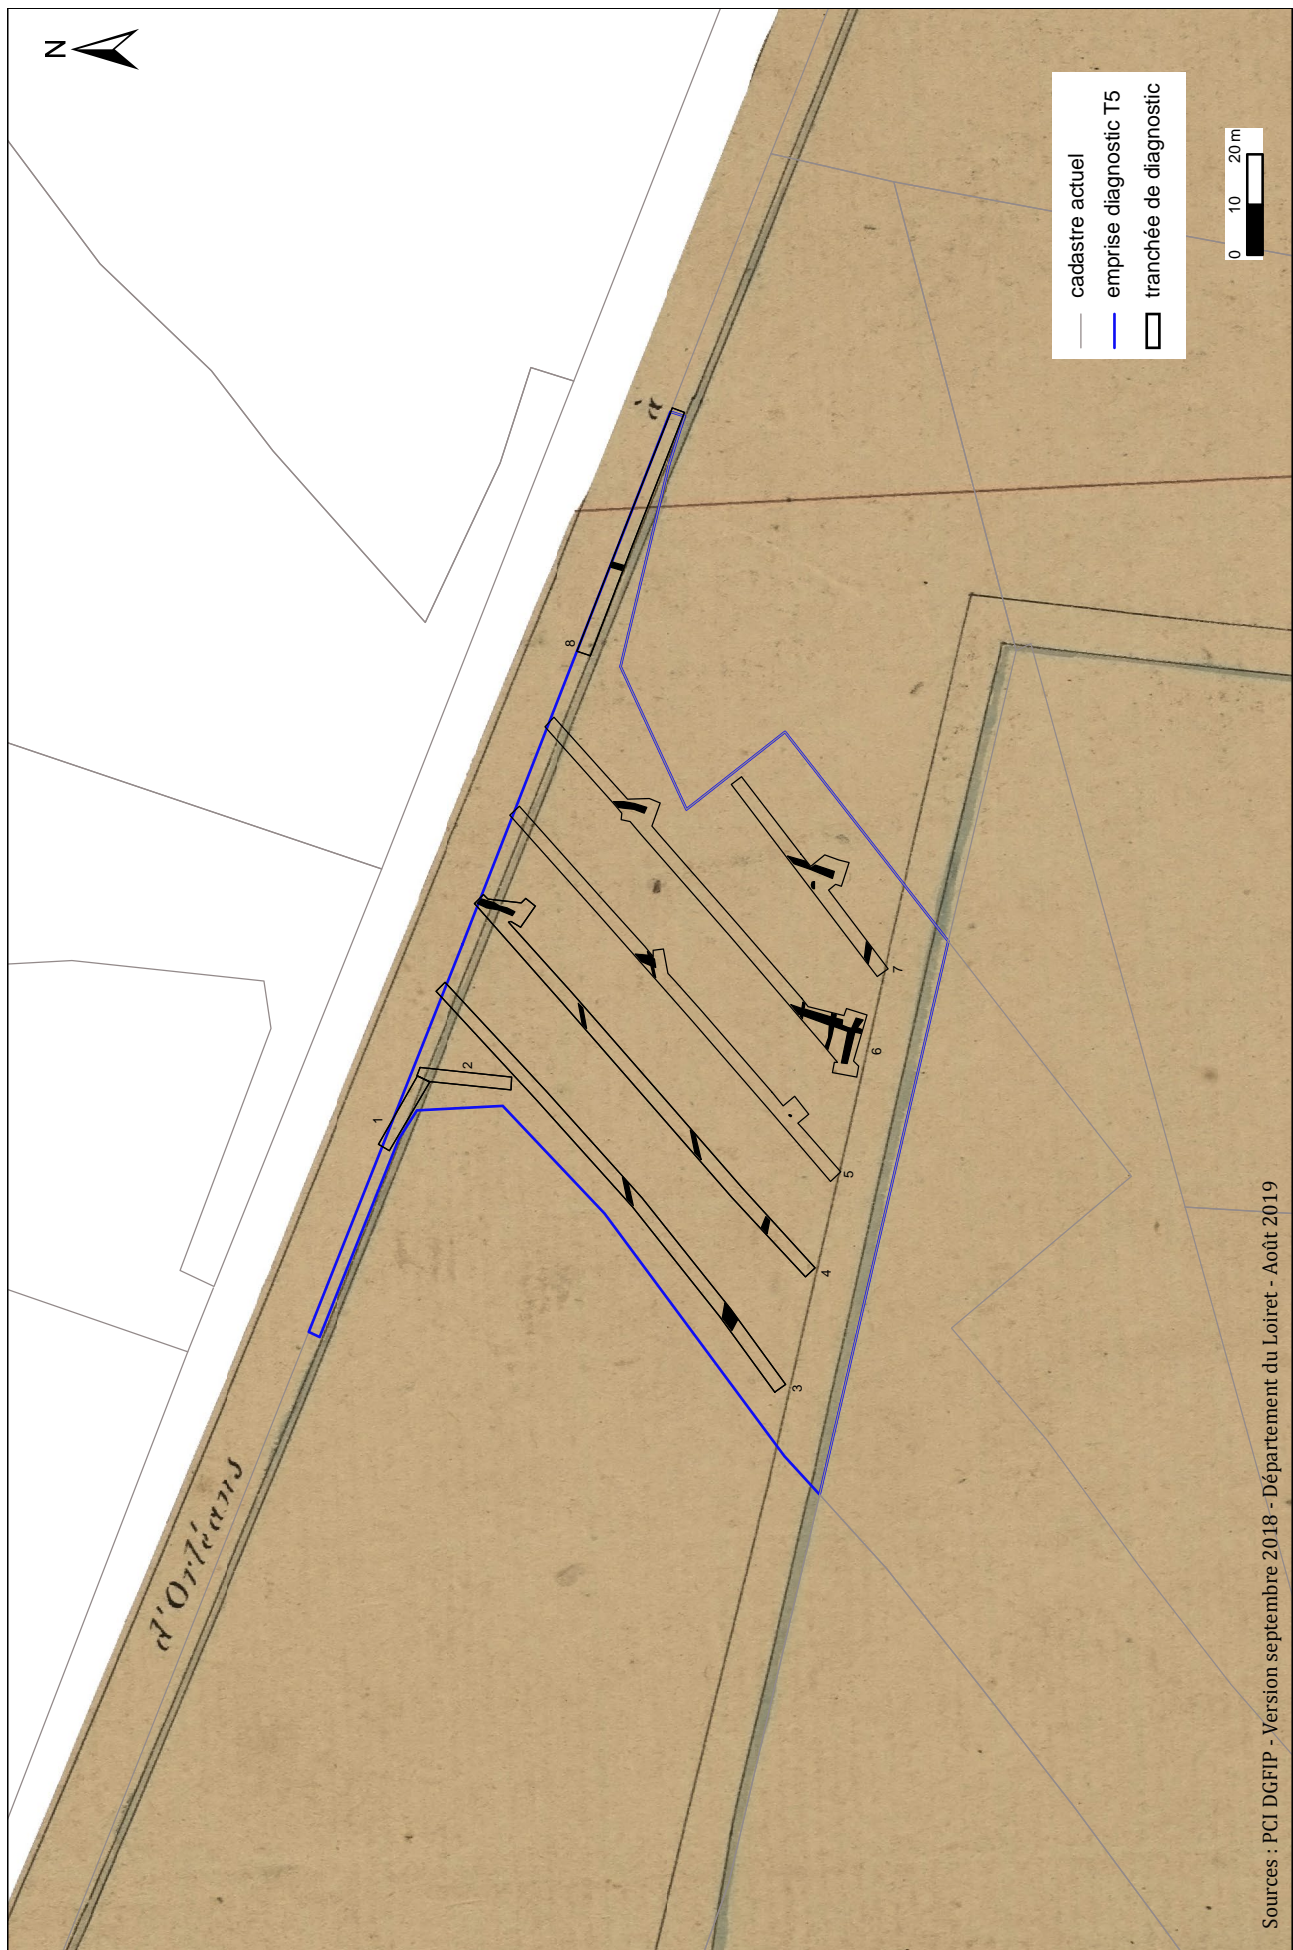 N
d'Orléans
à
1
2
3
4
5
6
7
8
cadastre actuel
emprise diagnostic T5
tranchée de diagnostic
0 10 20 m
Sources : PCI DGFIP - Version septembre 2018 - Département du Loiret - Août 2019